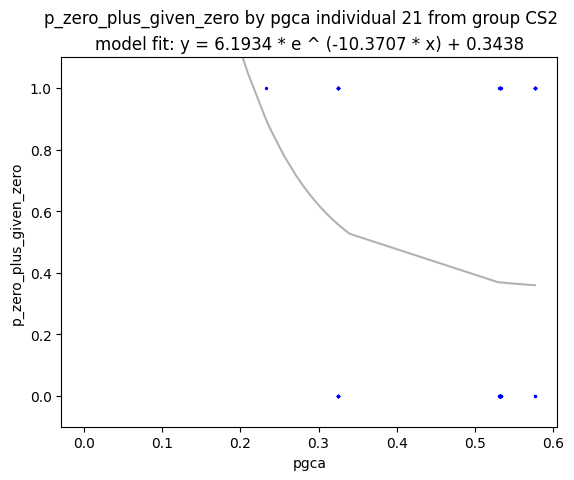 p_zero_plus_given_zero by pgca individual 21 from group CS2
model fit: y = 6.1934 * e ^ (-10.3707 * x) + 0.3438
1.0
0.8
0.6
0.4
0.2
0.0
p_zero_plus_given_zero
0.0 0.1 0.2 0.3 0.4 0.5 0.6
pgca